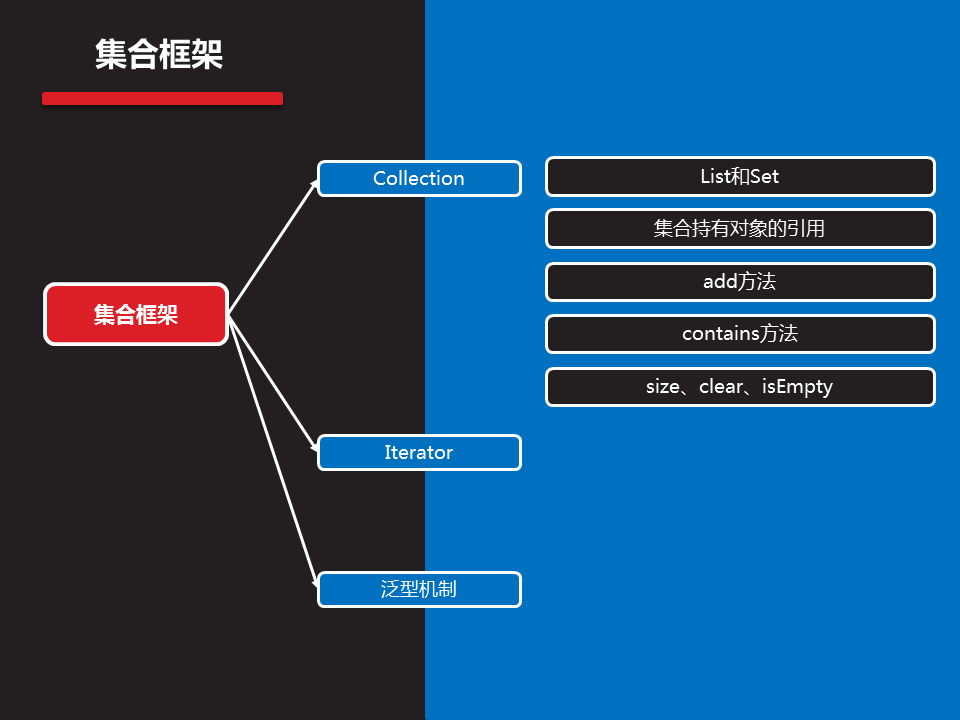 集合框架
集合框架
Collection
List和Set
集合持有对象的引用
add方法
contains方法
size、clear、isEmpty
Iterator
泛型机制